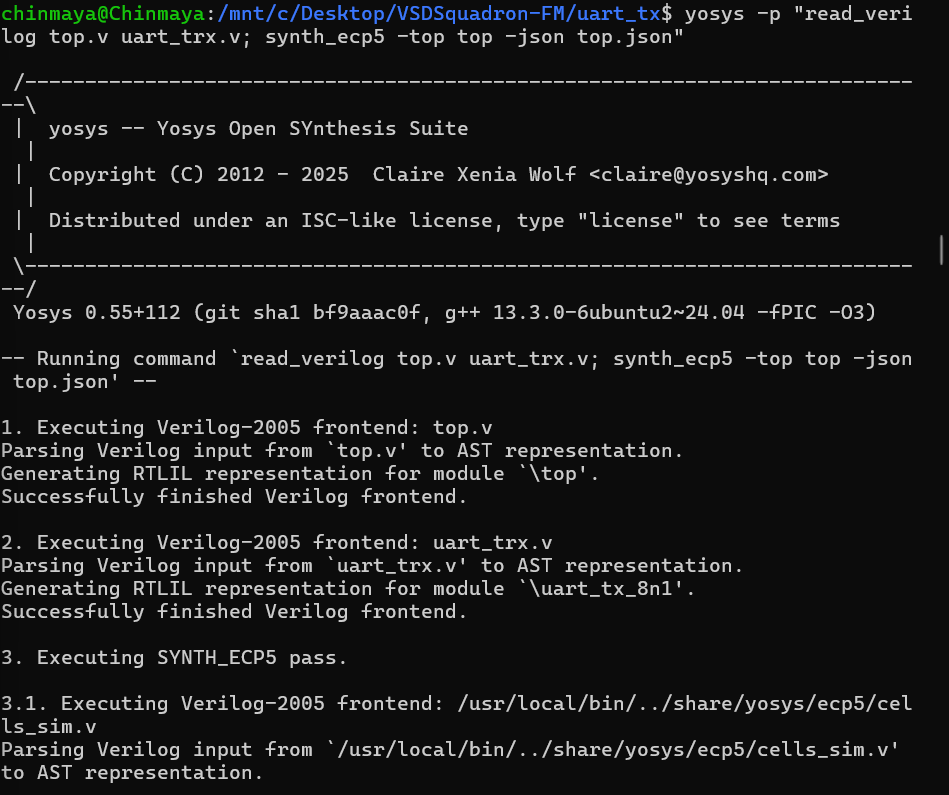 chinmaya@Chinmaya:/mnt/c/Desktop/VSDSquadron-FM/uart_tx$ yosys -p "read_veri
log top.v uart_trx.v; synth_ecp5 -top top -json top.json"
 /--------------------------------------------------------------------------
--\
 |  yosys -- Yosys Open SYnthesis Suite
  |
 |  Copyright (C) 2012 - 2025  Claire Xenia Wolf <claire@yosyshq.com>
  |
 |  Distributed under an ISC-like license, type "license" to see terms
  |
 \--------------------------------------------------------------------------
--/
 Yosys 0.55+112 (git sha1 bf9aaac0f, g++ 13.3.0-6ubuntu2~24.04 -fPIC -O3)
-- Running command `read_verilog top.v uart_trx.v; synth_ecp5 -top top -json
 top.json' --
1. Executing Verilog-2005 frontend: top.v
Parsing Verilog input from `top.v' to AST representation.
Generating RTLIL representation for module `\top'.
Successfully finished Verilog frontend.
2. Executing Verilog-2005 frontend: uart_trx.v
Parsing Verilog input from `uart_trx.v' to AST representation.
Generating RTLIL representation for module `\uart_tx_8n1'.
Successfully finished Verilog frontend.
3. Executing SYNTH_ECP5 pass.
3.1. Executing Verilog-2005 frontend: /usr/local/bin/../share/yosys/ecp5/cel
ls_sim.v
Parsing Verilog input from `/usr/local/bin/../share/yosys/ecp5/cells_sim.v'
to AST representation.